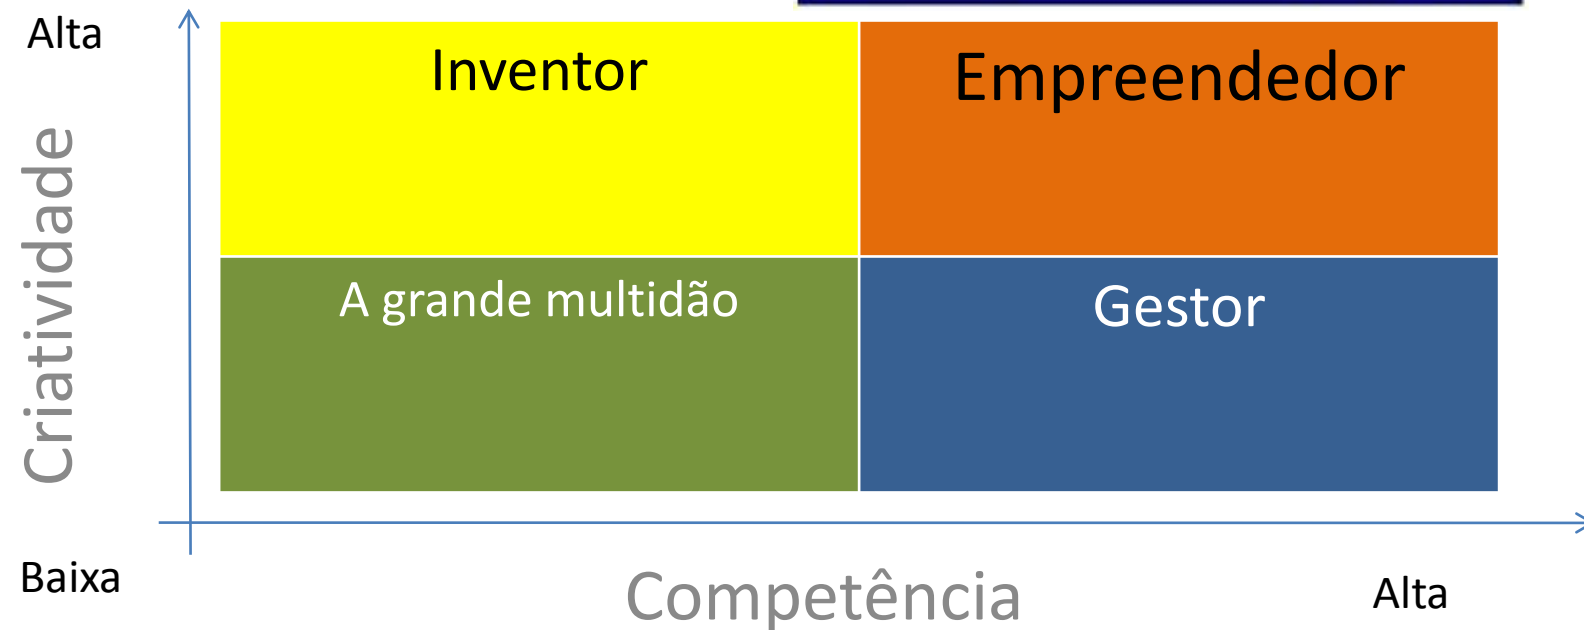 Alta
Inventor
Empreendedor
Criatividade
A grande multidão
Gestor
Baixa
Competência
Alta